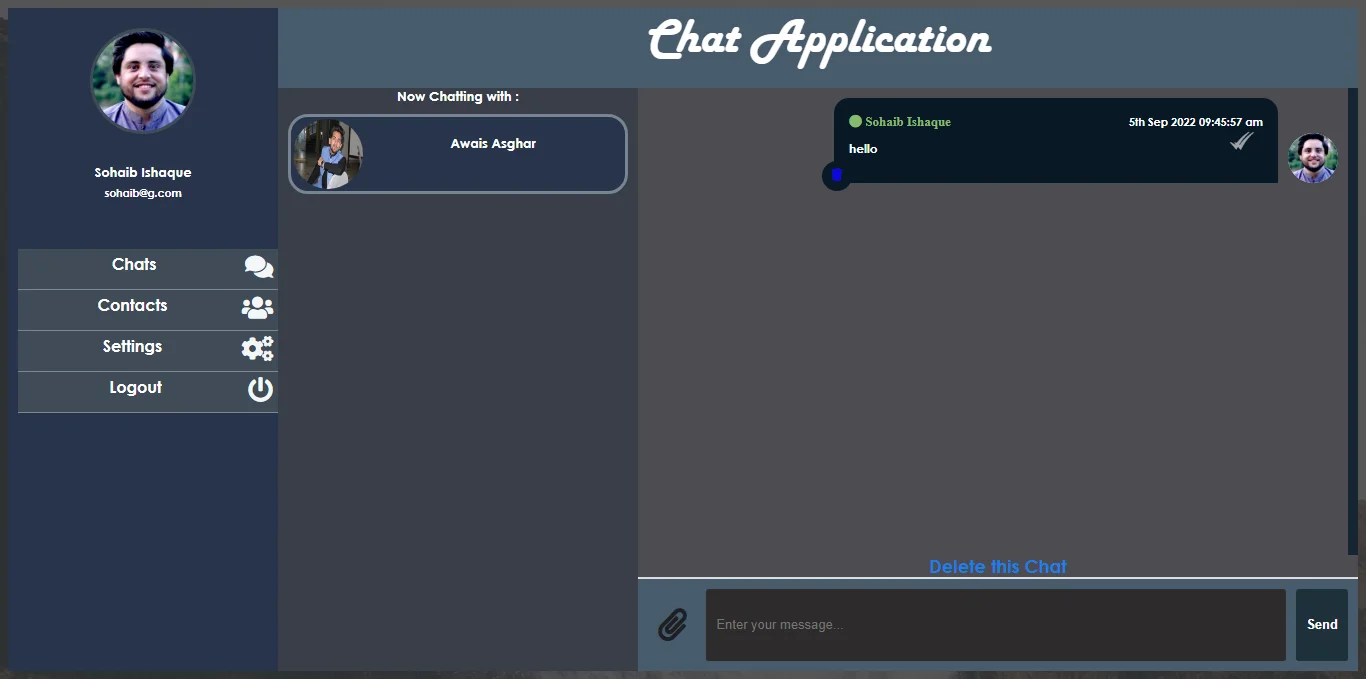 Chat Application
Sohaib Ishaque
sohaib@g.com
Chats
Contacts
Settings
Logout
Now Chatting with :
Awais Asghar
Sohaib Ishaque 5th Sep 2022 09:45:57 am
hello
Delete this Chat
Enter your message...
Send